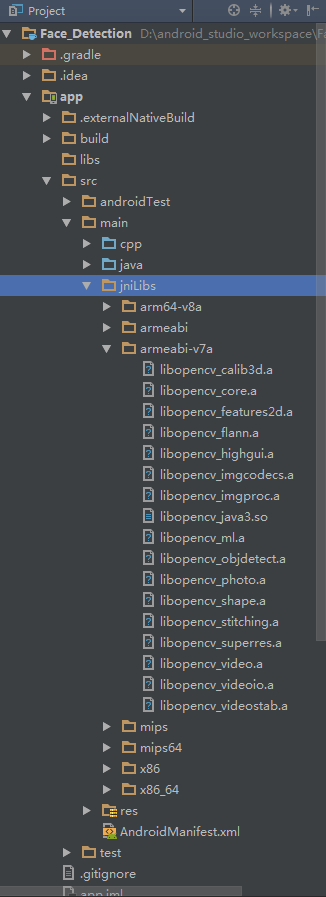 Project
Face_Detection D:\android_studio_workspace\Fa
.gradle
.idea
app
.externalNativeBuild
build
libs
src
androidTest
main
cpp
java
jniLibs
arm64-v8a
armeabi
armeabi-v7a
libopencv_calib3d.a
libopencv_core.a
libopencv_features2d.a
libopencv_flann.a
libopencv_highgui.a
libopencv_imgcodecs.a
libopencv_imgproc.a
libopencv_java3.so
libopencv_ml.a
libopencv_objdetect.a
libopencv_photo.a
libopencv_shape.a
libopencv_stitching.a
libopencv_superres.a
libopencv_video.a
libopencv_videoio.a
libopencv_videostab.a
mips
mips64
x86
x86_64
res
AndroidManifest.xml
test
.gitignore
app.iml